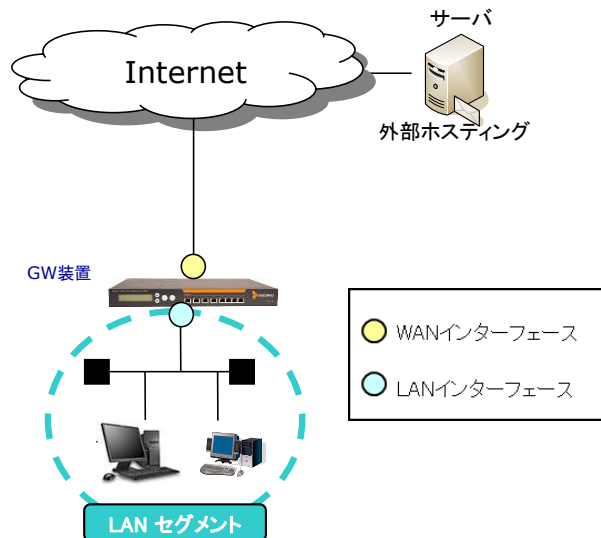 サーバ
Internet
外部ホスティング
GW装置
WANインターフェース
LANインターフェース
LAN セグメント